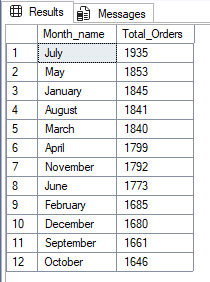 Results Messages
Month_name Total_Orders
1 July 1935
2 May 1853
3 January 1845
4 August 1841
5 March 1840
6 April 1799
7 November 1792
8 June 1773
9 February 1685
10 December 1680
11 September 1661
12 October 1646